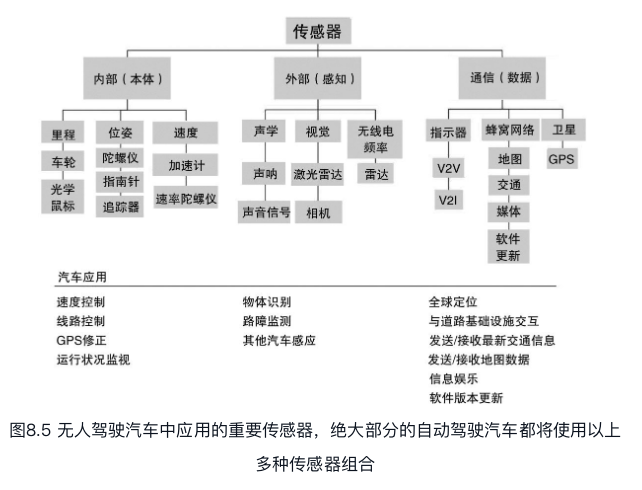 传感器
内部（本体）
外部（感知）
通信（数据）
里程
车轮
光学
鼠标
位姿
陀螺仪
指南针
追踪器
速度
加速计
速率陀螺仪
声学
声呐
声音信号
视觉
激光雷达
相机
无线电
频率
雷达
指示器
V2V
V2I
蜂窝网络
地图
交通
媒体
软件
更新
卫星
GPS
汽车应用
速度控制
线路控制
GPS修正
运行状况监视
物体识别
路障监测
其他汽车感应
全球定位
与道路基础设施交互
发送/接收最新交通信息
发送/接收地图数据
信息娱乐
软件版本更新
图8.5 无人驾驶汽车中应用的重要传感器，绝大部分的自动驾驶汽车都将使用以上
多种传感器组合